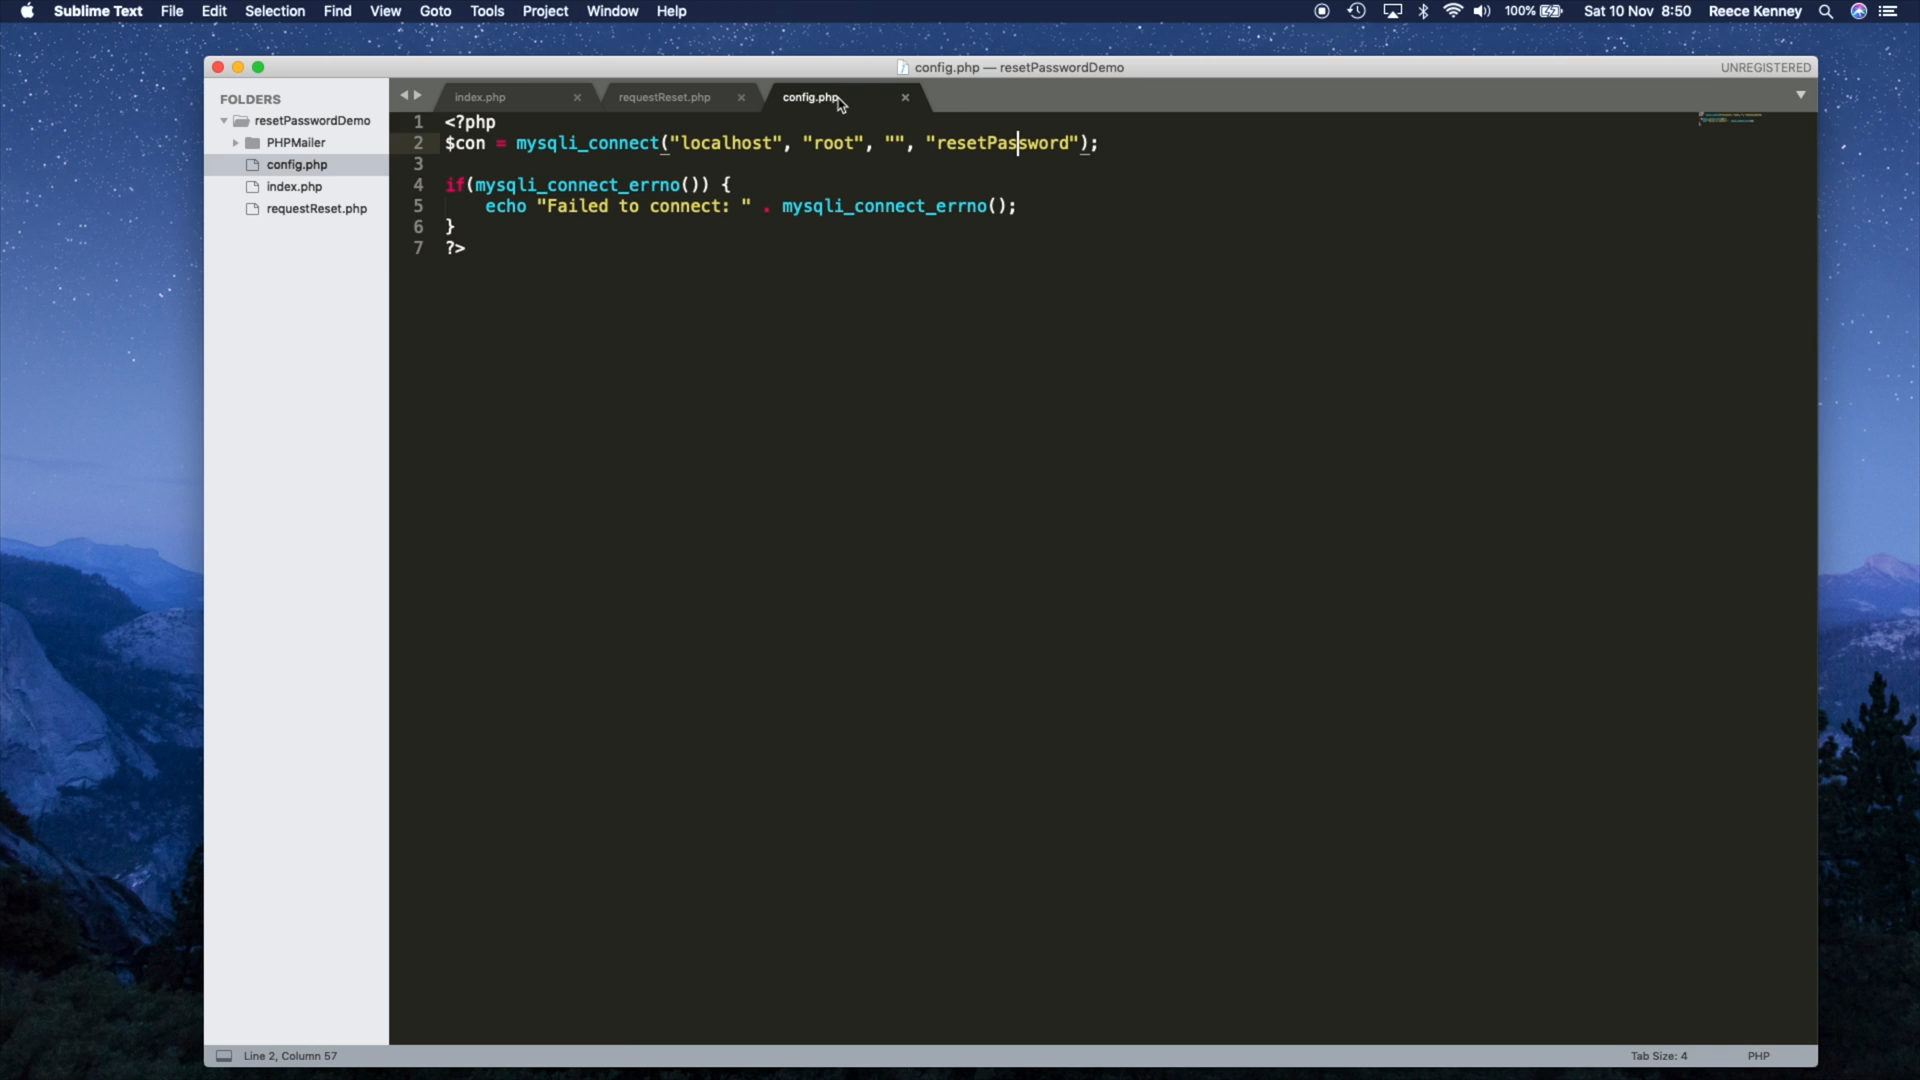 Sublime Text File Edit Selection Find View Goto Tools Project Window Help 100% Sat 10 Nov 8:50 Reece Kenney
config.php — resetPasswordDemo UNREGISTERED
FOLDERS
resetPasswordDemo
PHPMailer
config.php
index.php
requestReset.php
index.php requestReset.php config.php
1 <?php
2 $con = mysqli_connect("localhost", "root", "", "resetPassword");
3
4 if(mysqli_connect_errno()) {
5 echo "Failed to connect: " . mysqli_connect_errno();
6 }
7 ?>
Line 2, Column 57 Tab Size: 4 PHP